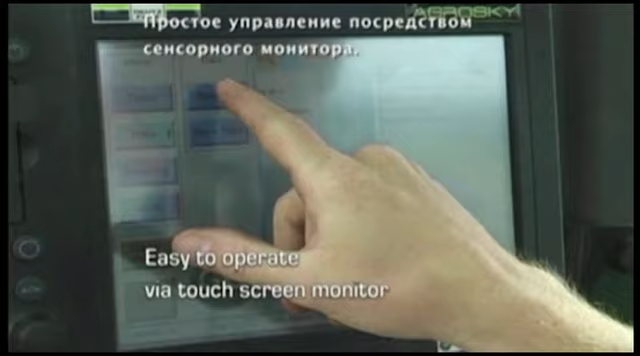 AGROSKY
Простое управление посредством
сенсорного монитора.
Easy to operate
via touch screen monitor